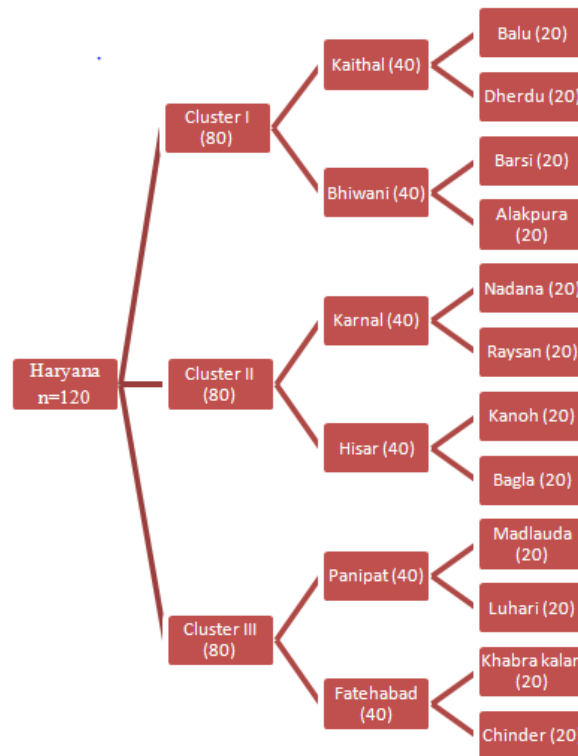 Haryana
n=120
Cluster I
(80)
Kaithal (40)
Balu (20)
Dherdu (20)
Bhiwani (40)
Barsi (20)
Alakpura
(20)
Cluster II
(80)
Karnal (40)
Nadana (20)
Raysan (20)
Hisar (40)
Kanoh (20)
Bagla (20)
Cluster III
(80)
Panipat (40)
Madlauda
(20)
Luhari (20)
Fatehabad
(40)
Khabra kalan
(20)
Chinder (20